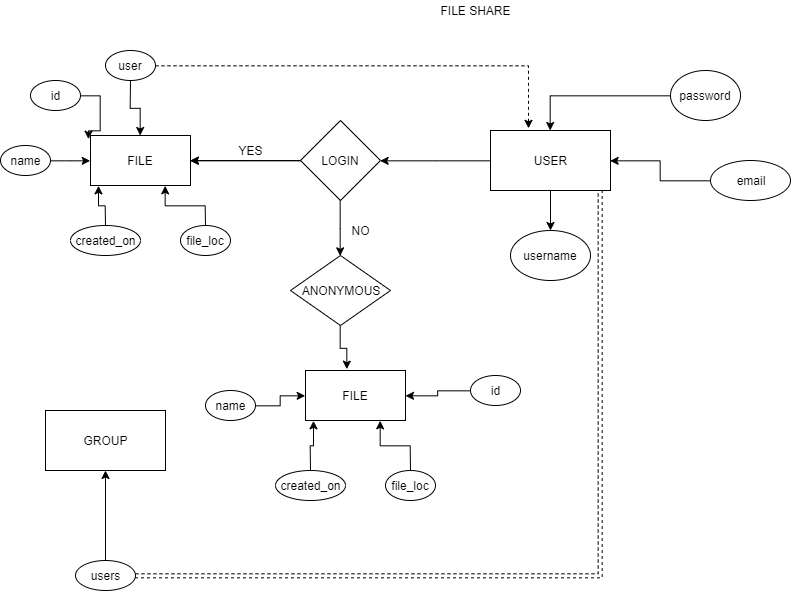 FILE SHARE
user
id
password
YES
name
FILE
LOGIN
USER
email
created_on
file_loc
NO
username
ANONYMOUS
name
FILE
id
GROUP
created_on
file_loc
users